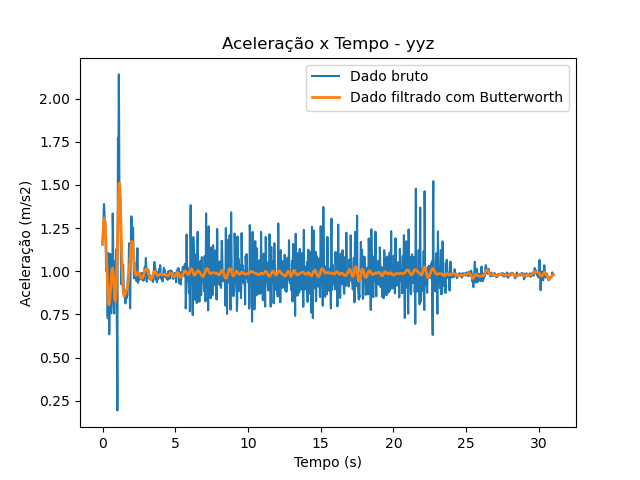 Aceleração x Tempo - yyz
Dado bruto
Dado filtrado com Butterworth
Aceleração (m/s2)
2.00
1.75
1.50
1.25
1.00
0.75
0.50
0.25
0 5 10 15 20 25 30
Tempo (s)